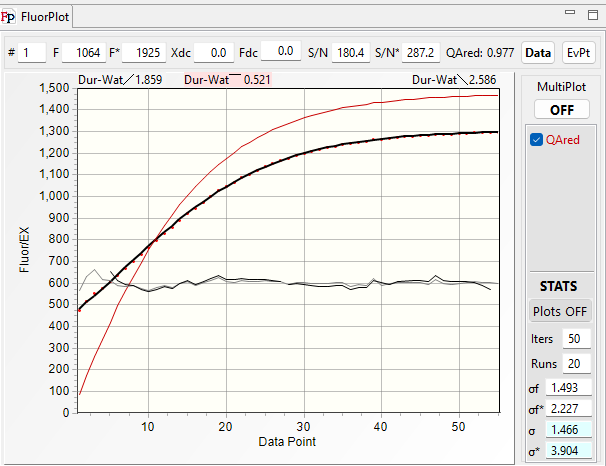 Fp FluorPlot
# 1 F 1064 F* 1925 Xdc 0.0 Fdc 0.0 S/N 180.4 S/N* 287.2 QAred: 0.977 Data EvPt
Dur-Wat 1.859 Dur-Wat 0.521 Dur-Wat 2.586
MultiPlot
OFF
QAred
1,500
1,400
1,300
1,200
1,100
1,000
900
800
700
600
500
400
300
200
100
0
Fluor/EX
10 20 30 40 50
Data Point
STATS
Plots OFF
Iters 50
Runs 20
σf 1.493
σf* 2.227
σ 1.466
σ* 3.904